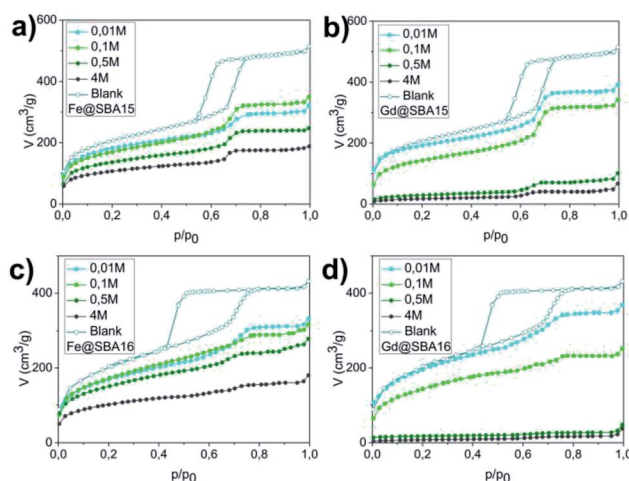 a)
600
400
200
0
V (cm³/g)
0,01M
0,1M
0,5M
4M
Blank
Fe@SBA15
0,0 0,2 0,4 0,6 0,8 1,0
p/p₀
b)
600
400
200
0
V (cm³/g)
0,01M
0,1M
0,5M
4M
Blank
Gd@SBA15
0,0 0,2 0,4 0,6 0,8 1,0
p/p₀
c)
400
200
0
V (cm³/g)
0,01M
0,1M
0,5M
4M
Blank
Fe@SBA16
0,0 0,2 0,4 0,6 0,8 1,0
p/p₀
d)
400
200
0
V (cm³/g)
0,01M
0,1M
0,5M
4M
Blank
Gd@SBA16
0,0 0,2 0,4 0,6 0,8 1,0
p/p₀